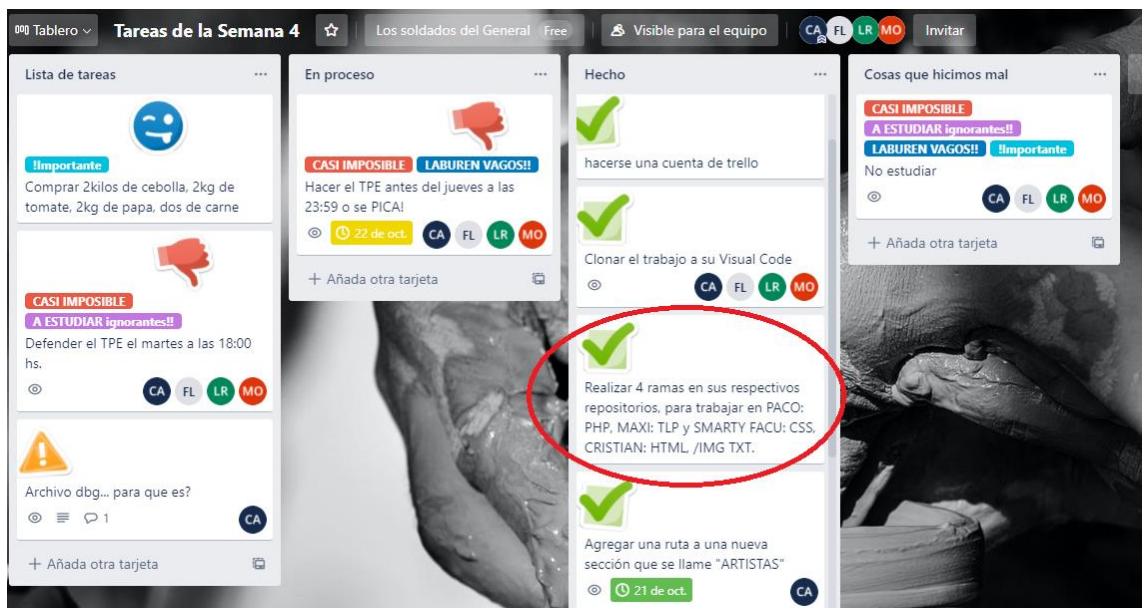 Tablero
Tareas de la Semana 4
Los soldados del General Free
Visible para el equipo
CA FL LR MO
Invitar
Lista de tareas
!Importante
Comprar 2kilos de cebolla, 2kg de
tomate, 2kg de papa, dos de carne
CASI IMPOSIBLE
A ESTUDIAR ignorantes!!
Defender el TPE el martes a las 18:00
hs.
CA FL LR MO
Archivo dbg... para que es?
1
CA
+ Añada otra tarjeta
En proceso
CASI IMPOSIBLE LABUREN VAGOS!!
Hacer el TPE antes del jueves a las
23:59 o se PICA!
22 de oct. CA FL LR MO
+ Añada otra tarjeta
Hecho
hacerse una cuenta de trello
Clonar el trabajo a su Visual Code
CA FL LR MO
Realizar 4 ramas en sus respectivos
repositorios, para trabajar en PACO:
PHP, MAXI: TLP y SMARTY FACU: CSS,
CRISTIAN: HTML, /IMG TXT.
Agregar una ruta a una nueva
sección que se llame "ARTISTAS"
21 de oct. CA
Cosas que hicimos mal
CASI IMPOSIBLE
A ESTUDIAR ignorantes!!
LABUREN VAGOS!! !Importante
No estudiar
CA FL LR MO
+ Añada otra tarjeta